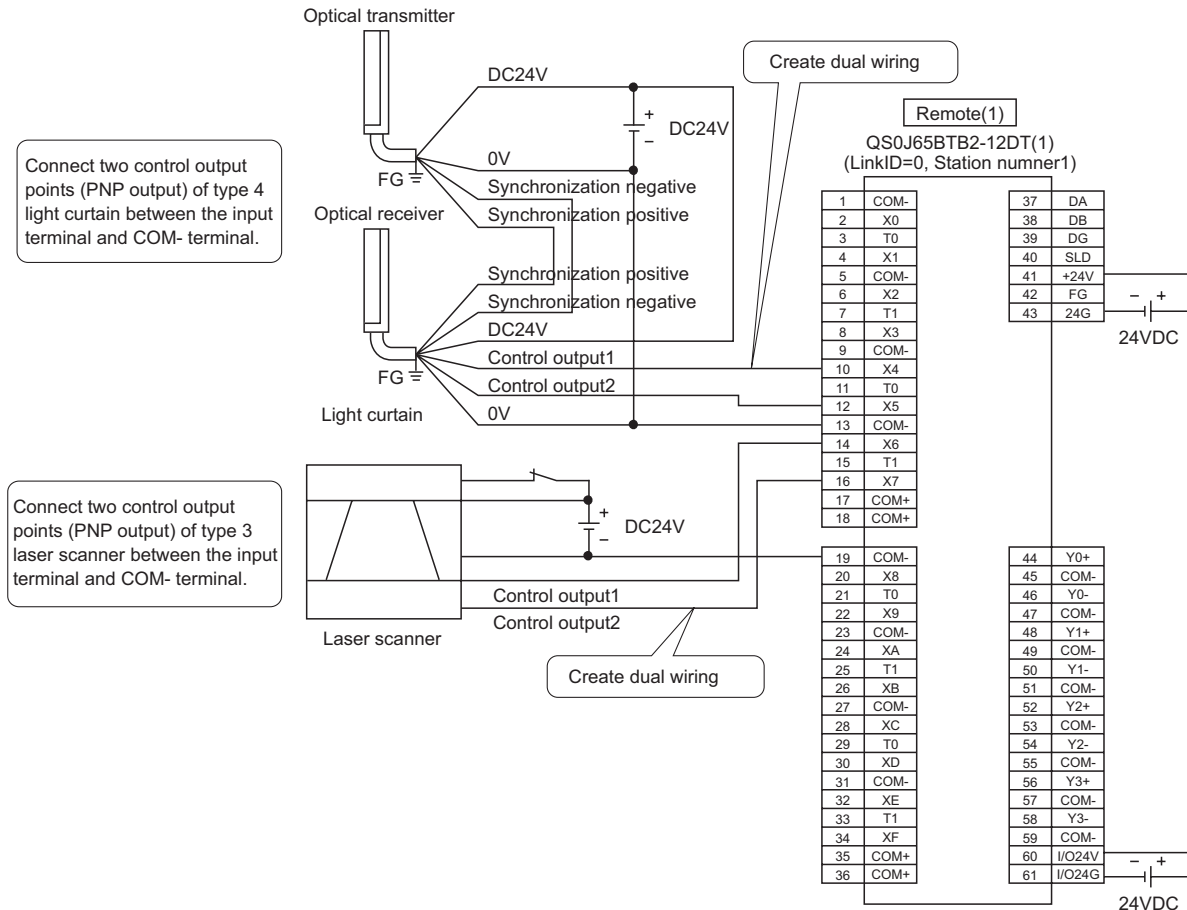 Optical transmitter
DC24V
+
DC24V
−
0V
FG
Synchronization negative
Synchronization positive
Connect two control output
points (PNP output) of type 4
light curtain between the input
terminal and COM- terminal.
Optical receiver
Synchronization positive
Synchronization negative
DC24V
Control output1
FG
Control output2
0V
Light curtain
Create dual wiring
Connect two control output
points (PNP output) of type 3
laser scanner between the input
terminal and COM- terminal.
+
DC24V
−
Control output1
Control output2
Laser scanner
Create dual wiring
Remote(1)
QS0J65BTB2-12DT(1)
(LinkID=0, Station numner1)
1 COM-
2 X0
3 T0
4 X1
5 COM-
6 X2
7 T1
8 X3
9 COM-
10 X4
11 T0
12 X5
13 COM-
14 X6
15 T1
16 X7
17 COM+
18 COM+
19 COM-
20 X8
21 T0
22 X9
23 COM-
24 XA
25 T1
26 XB
27 COM-
28 XC
29 T0
30 XD
31 COM-
32 XE
33 T1
34 XF
35 COM+
36 COM+
37 DA
38 DB
39 DG
40 SLD
41 +24V
42 FG
43 24G
− +
24VDC
44 Y0+
45 COM-
46 Y0-
47 COM-
48 Y1+
49 COM-
50 Y1-
51 COM-
52 Y2+
53 COM-
54 Y2-
55 COM-
56 Y3+
57 COM-
58 Y3-
59 COM-
60 I/O24V
61 I/O24G
− +
24VDC